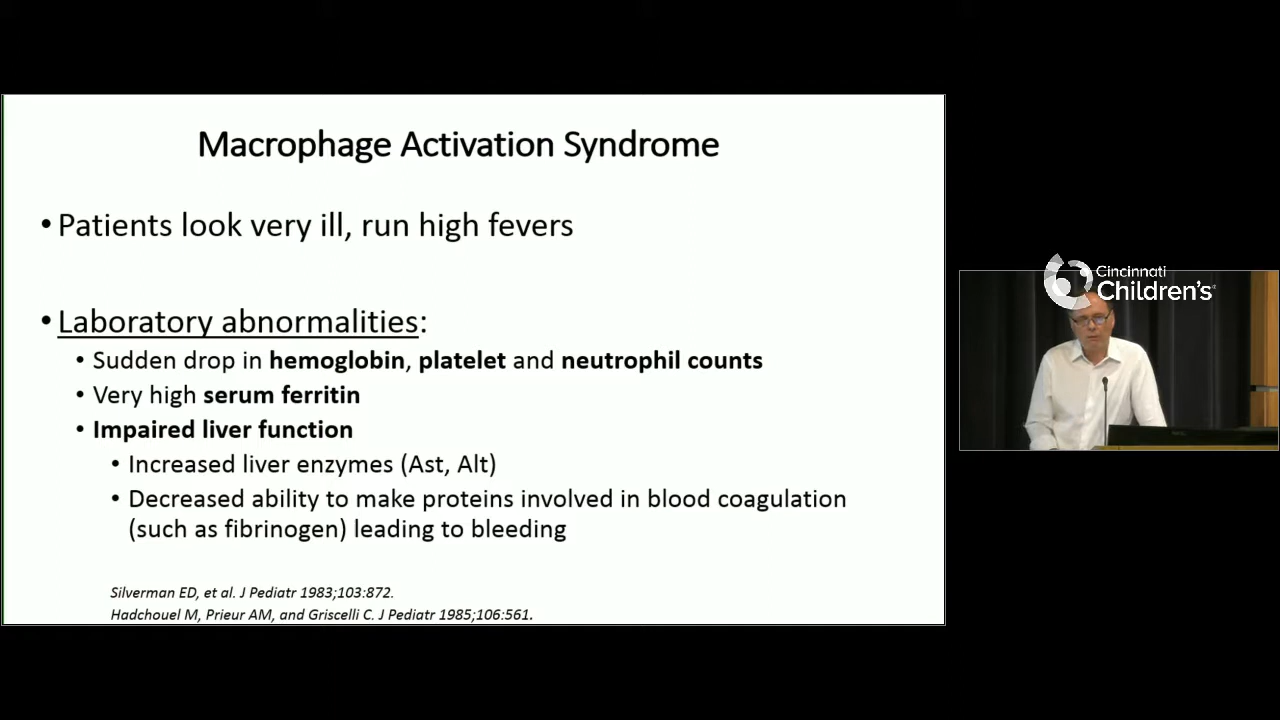 Macrophage Activation Syndrome
• Patients look very ill, run high fevers
• Laboratory abnormalities:
• Sudden drop in hemoglobin, platelet and neutrophil counts
• Very high serum ferritin
• Impaired liver function
• Increased liver enzymes (Ast, Alt)
• Decreased ability to make proteins involved in blood coagulation
(such as fibrinogen) leading to bleeding
Silverman ED, et al. J Pediatr 1983;103:872.
Hadchouel M, Prieur AM, and Griscelli C. J Pediatr 1985;106:561.
Cincinnati
Children's